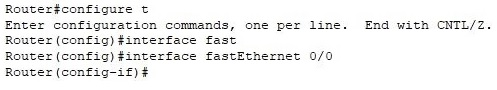 Router#configure t
Enter configuration commands, one per line.  End with CNTL/Z.
Router(config)#interface fast
Router(config)#interface fastEthernet 0/0
Router(config-if)#